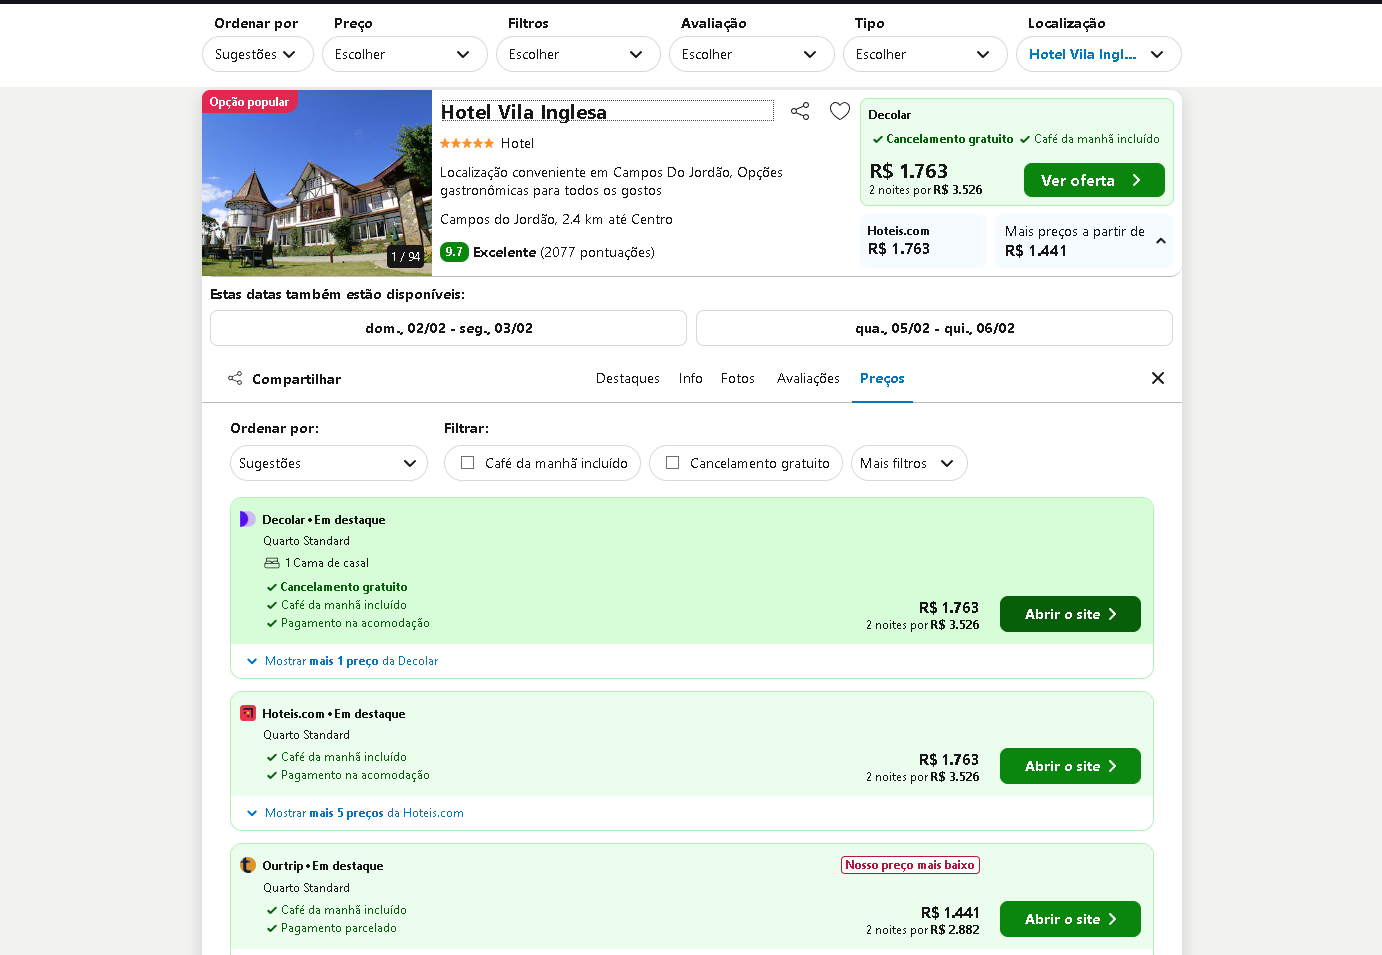 Ordenar por
Preço
Filtros
Avaliação
Tipo
Localização
Sugestões
Escolher
Escolher
Escolher
Escolher
Hotel Vila Ingl...
Opção popular
1 / 94
Hotel Vila Inglesa
Hotel
Localização conveniente em Campos Do Jordão, Opções
gastronômicas para todos os gostos
Campos do Jordão, 2.4 km até Centro
9.7 Excelente (2077 pontuações)
Decolar
Cancelamento gratuito Café da manhã incluído
R$ 1.763
2 noites por R$ 3.526
Ver oferta
Hoteis.com
R$ 1.763
Mais preços a partir de
R$ 1.441
Estas datas também estão disponíveis:
dom., 02/02 - seg., 03/02
qua., 05/02 - qui., 06/02
Compartilhar
Destaques
Info
Fotos
Avaliações
Preços
Ordenar por:
Filtrar:
Sugestões
Café da manhã incluído
Cancelamento gratuito
Mais filtros
Decolar • Em destaque
Quarto Standard
1 Cama de casal
Cancelamento gratuito
Café da manhã incluído
Pagamento na acomodação
R$ 1.763
2 noites por R$ 3.526
Abrir o site
Mostrar mais 1 preço da Decolar
Hoteis.com • Em destaque
Quarto Standard
Café da manhã incluído
Pagamento na acomodação
R$ 1.763
2 noites por R$ 3.526
Abrir o site
Mostrar mais 5 preços da Hoteis.com
Ourtrip • Em destaque
Nosso preço mais baixo
Quarto Standard
Café da manhã incluído
Pagamento parcelado
R$ 1.441
2 noites por R$ 2.882
Abrir o site